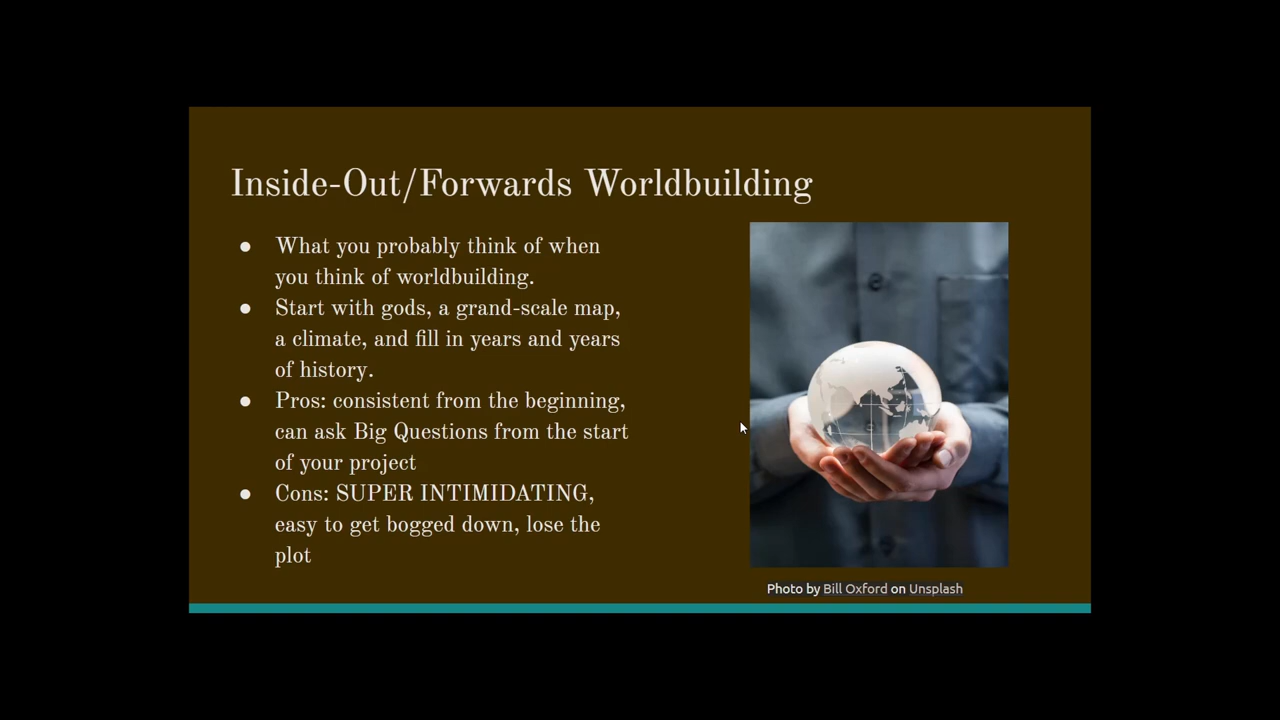 Inside-Out/Forwards Worldbuilding
● What you probably think of when
you think of worldbuilding.
● Start with gods, a grand-scale map,
a climate, and fill in years and years
of history.
● Pros: consistent from the beginning,
can ask Big Questions from the start
of your project
● Cons: SUPER INTIMIDATING,
easy to get bogged down, lose the
plot
Photo by Bill Oxford on Unsplash